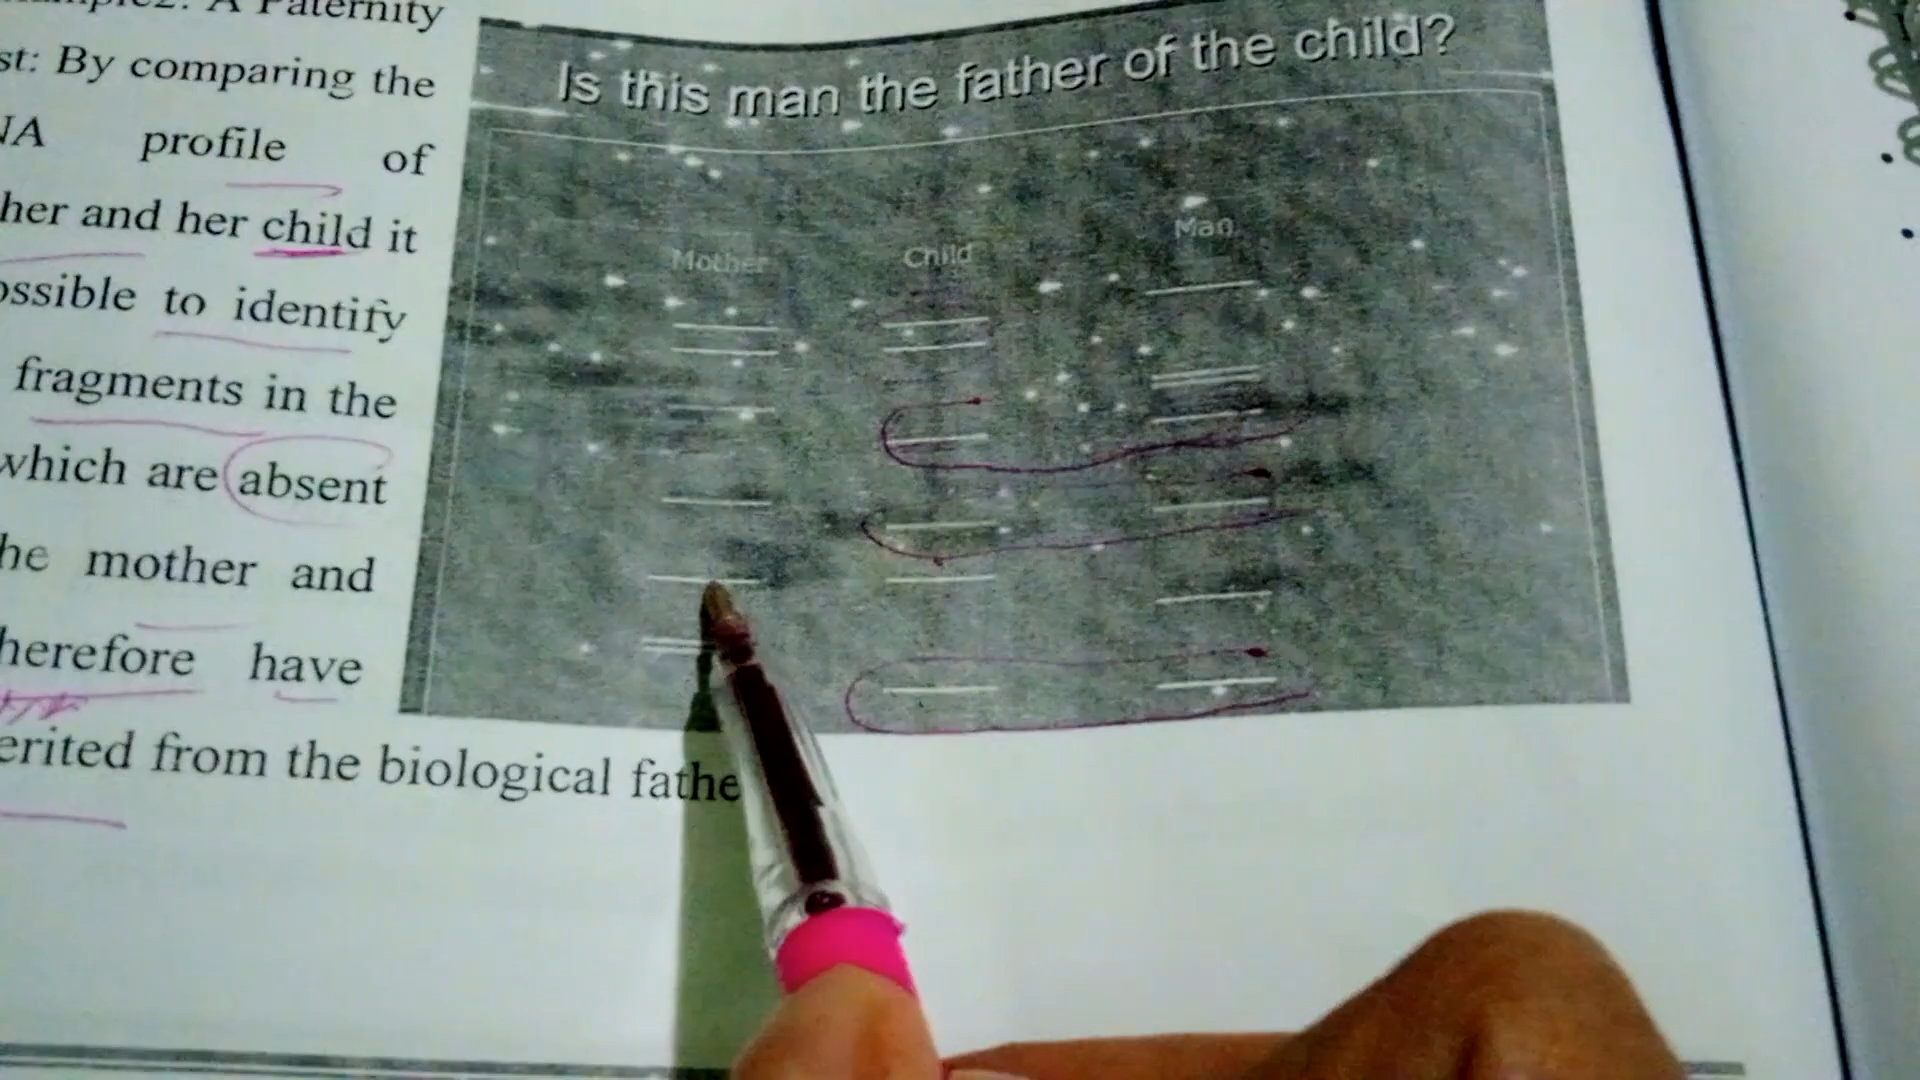 A Paternity
st: By comparing the
NA profile of
her and her child it
ossible to identify
fragments in the
which are absent
he mother and
herefore have
erited from the biological fathe
Is this man the father of the child?
Mother Child Man